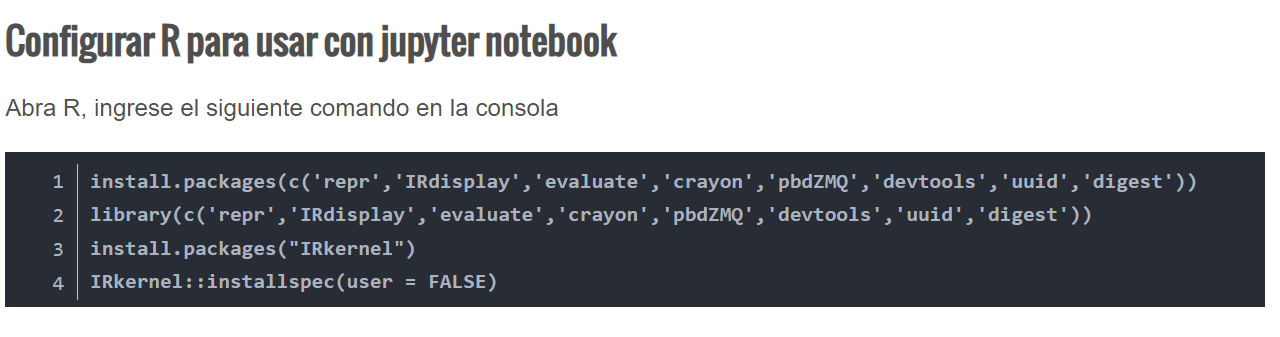 Configurar R para usar con jupyter notebook
Abra R, ingrese el siguiente comando en la consola
1 install.packages(c('repr','IRdisplay','evaluate','crayon','pbdZMQ','devtools','uuid','digest'))
2 library(c('repr','IRdisplay','evaluate','crayon','pbdZMQ','devtools','uuid','digest'))
3 install.packages("IRkernel")
4 IRkernel::installspec(user = FALSE)